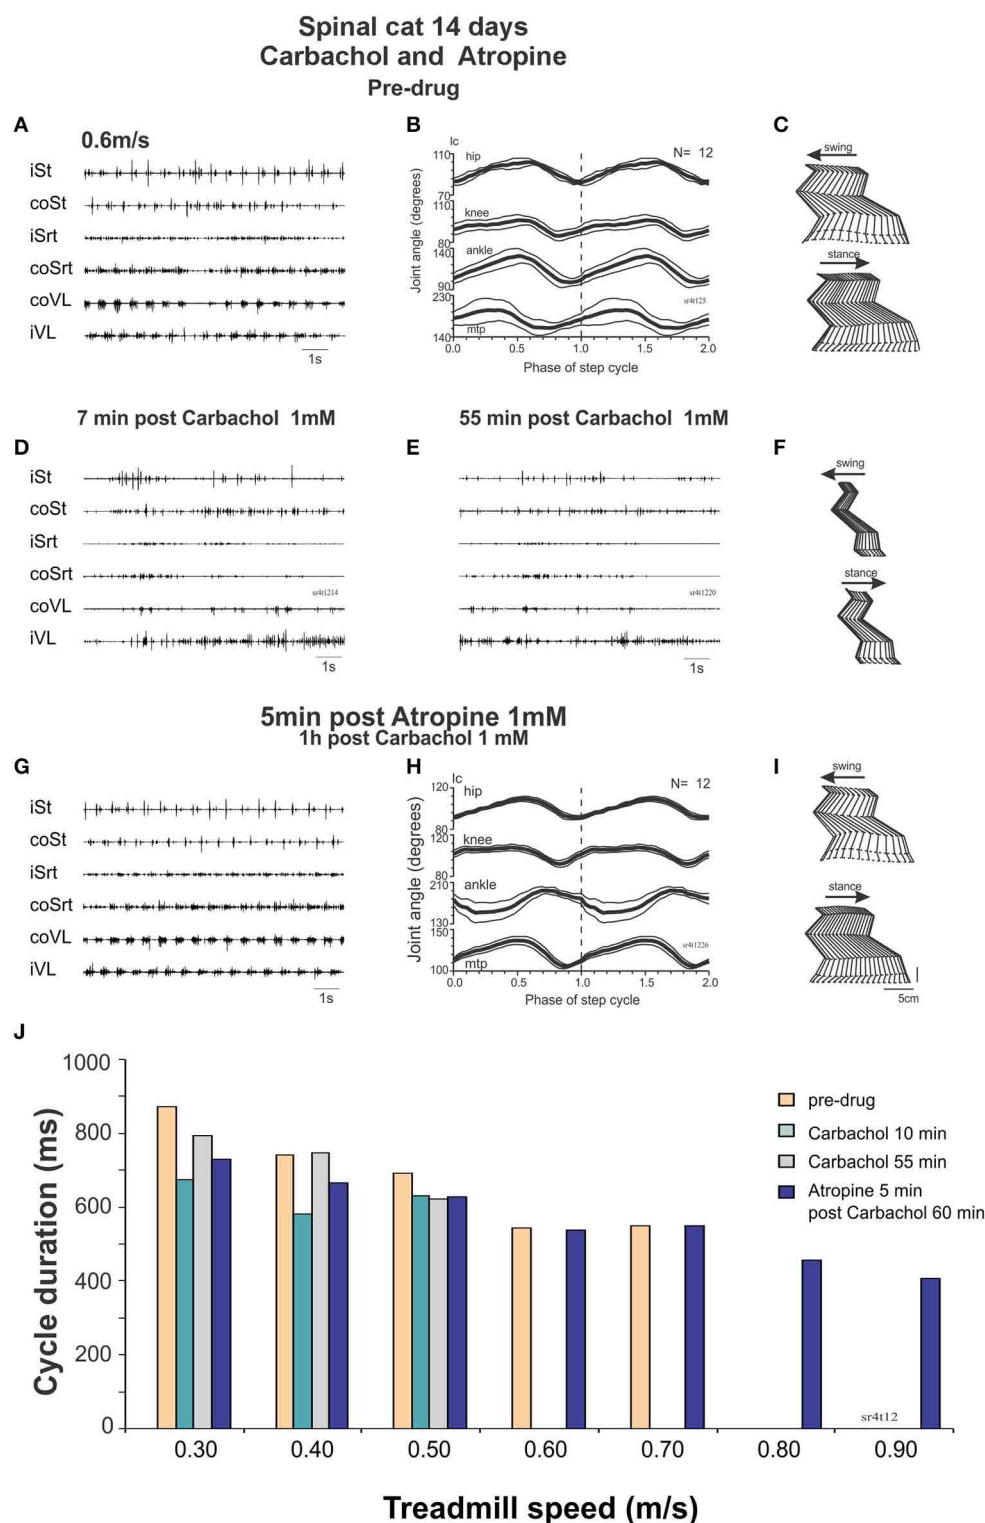 Spinal cat 14 days
Carbachol and Atropine
Pre-drug
A
0.6m/s
iSt
coSt
iSrt
coSrt
coVL
iVL
1s
B
Ic
N= 12
110
hip
70
110
knee
80
140
ankle
90
230
sr4t125
mtp
140
0.0 0.5 1.0 1.5 2.0
Phase of step cycle
Joint angle (degrees)
C
swing
stance
7 min post Carbachol 1mM
55 min post Carbachol 1mM
D
iSt
coSt
iSrt
coSrt
sr4t1214
coVL
iVL
1s
E
sr4t1220
1s
F
swing
stance
5min post Atropine 1mM
1h post Carbachol 1 mM
G
iSt
coSt
iSrt
coSrt
coVL
iVL
1s
H
Ic
N= 12
120
hip
80
120
knee
80
210
ankle
130
150
sr4t1226
mtp
100
0.0 0.5 1.0 1.5 2.0
Phase of step cycle
Joint angle (degrees)
I
swing
stance
5cm
J
1000
800
600
400
200
0
Cycle duration (ms)
pre-drug
Carbachol 10 min
Carbachol 55 min
Atropine 5 min
post Carbachol 60 min
sr4t12
0.30 0.40 0.50 0.60 0.70 0.80 0.90
Treadmill speed (m/s)